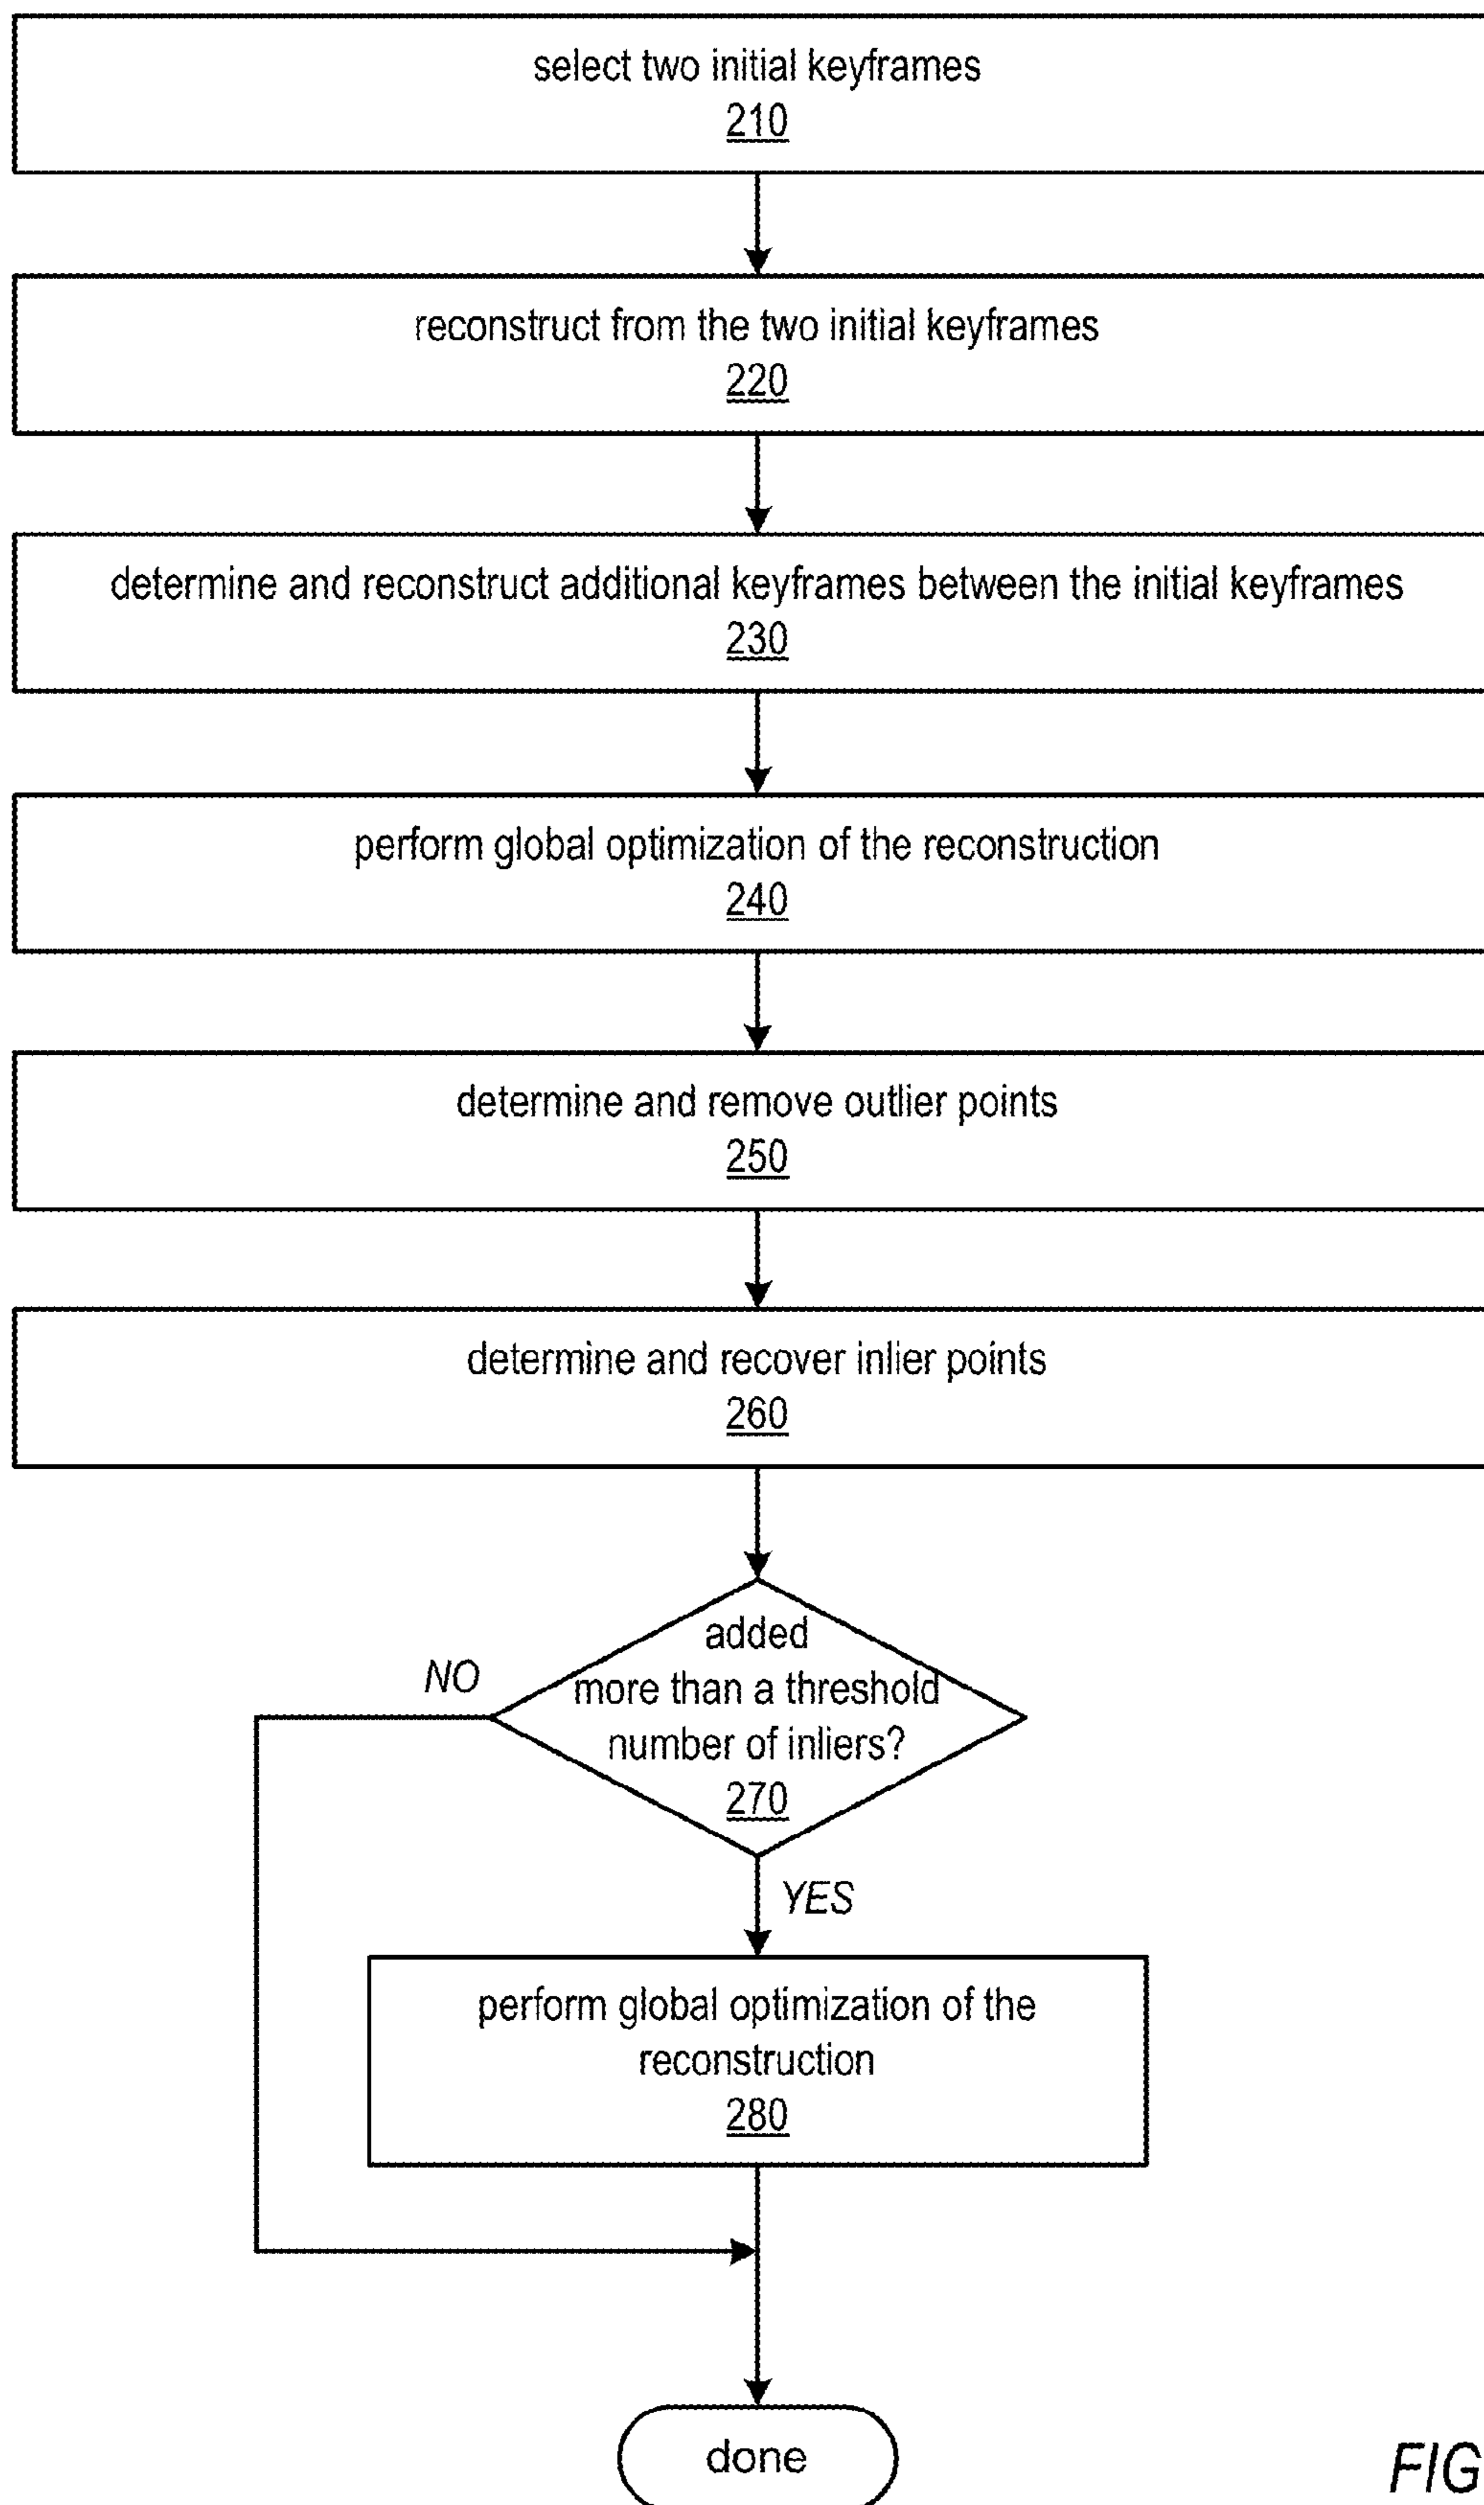 select two initial keyframes
210
reconstruct from the two initial keyframes
220
determine and reconstruct additional keyframes between the initial keyframes
230
perform global optimization of the reconstruction
240
determine and remove outlier points
250
determine and recover inlier points
260
added
more than a threshold
number of inliers?
270
NO
YES
perform global optimization of the
reconstruction
280
done
FIG